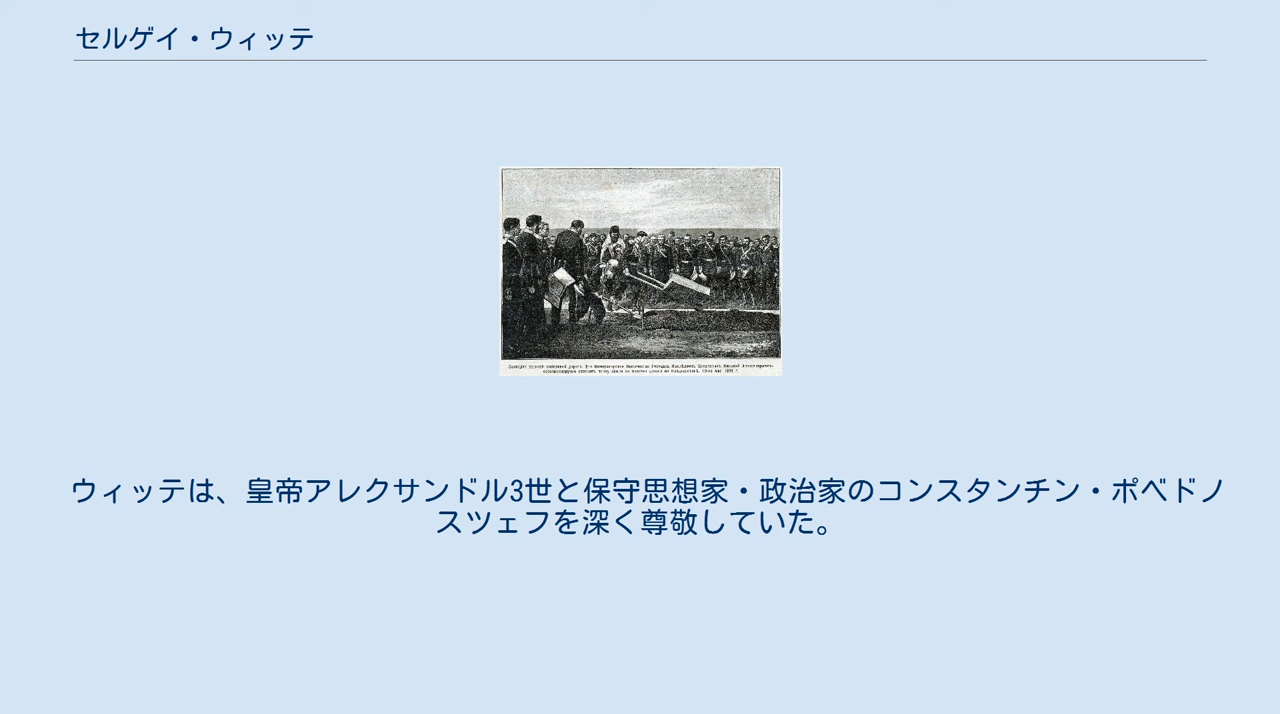 セルゲイ・ウィッテ
ウィッテは、皇帝アレクサンドル3世と保守思想家・政治家のコンスタンチン・ポベドノ
スツェフを深く尊敬していた。